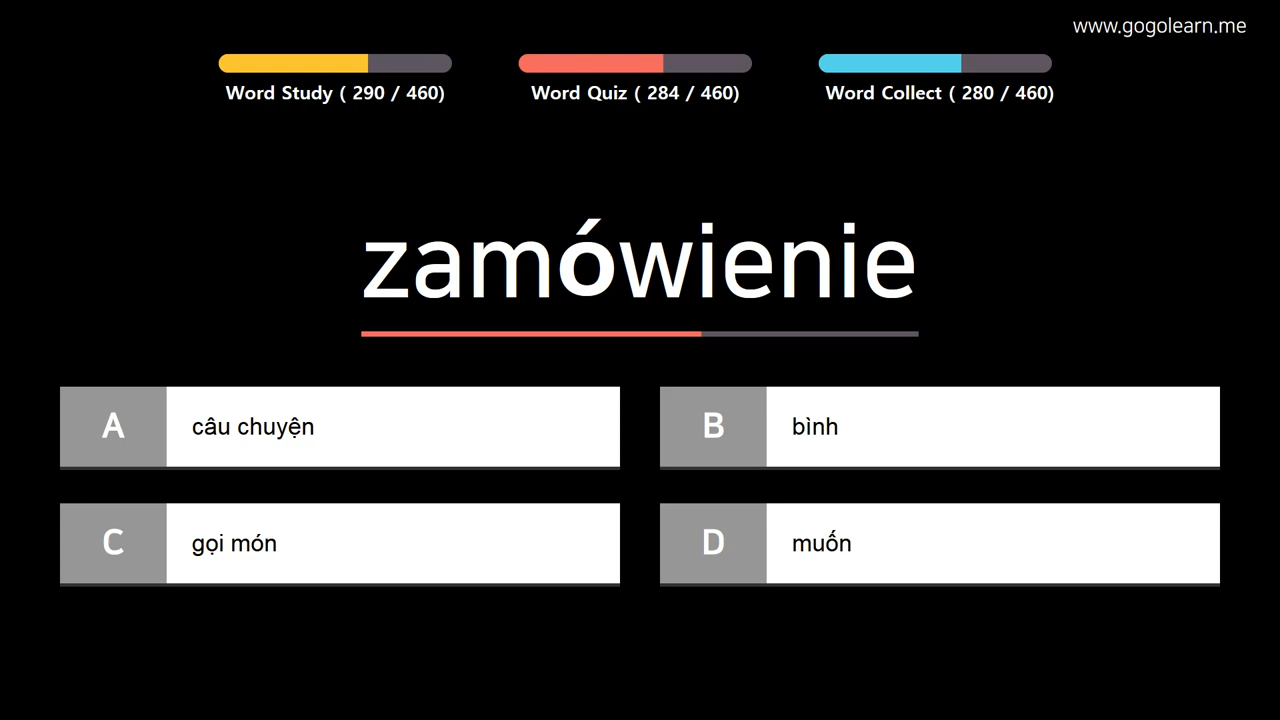 www.gogolearn.me
Word Study ( 290 / 460)
Word Quiz ( 284 / 460)
Word Collect ( 280 / 460)
zamówienie
A câu chuyện
B bình
C gọi món
D muốn